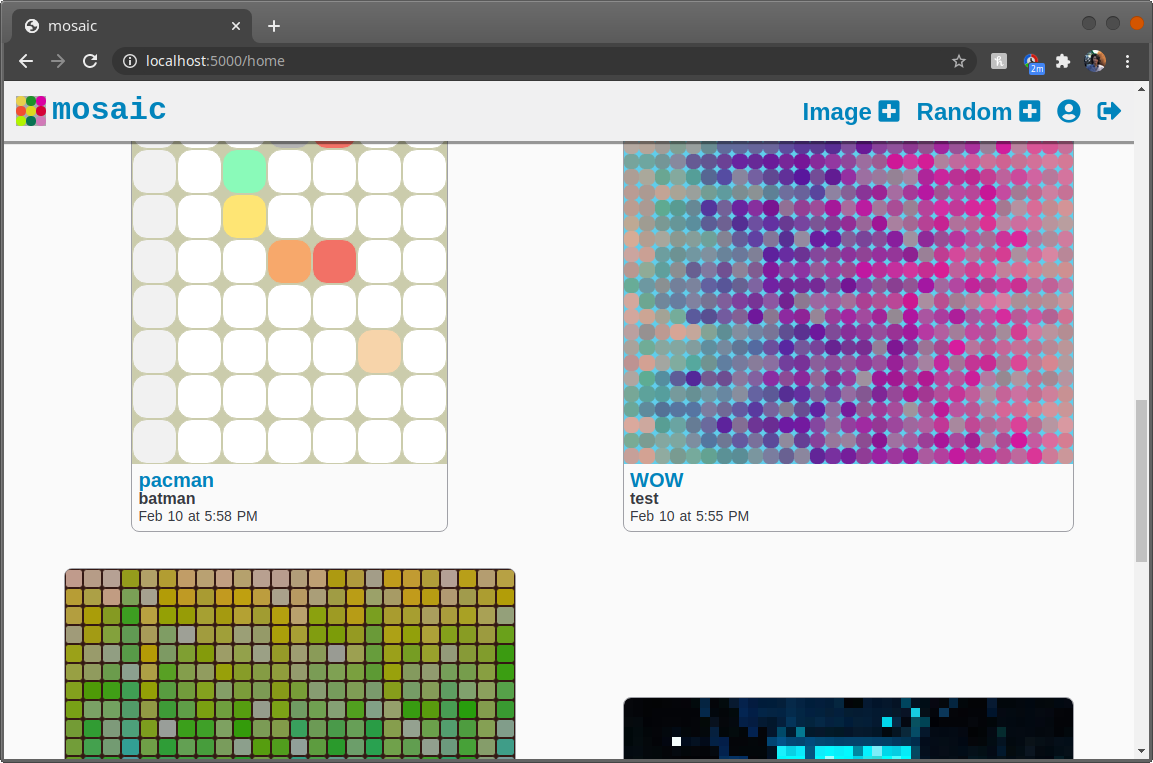 mosaic
localhost:5000/home
2m
mosaic
Image
Random
pacman
batman
Feb 10 at 5:58 PM
WOW
test
Feb 10 at 5:55 PM